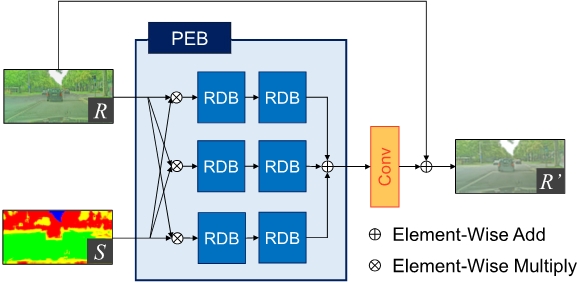 PEB
R
RDB RDB
RDB RDB
Conv
R'
S
RDB RDB
⊕ Element-Wise Add
⊗ Element-Wise Multiply